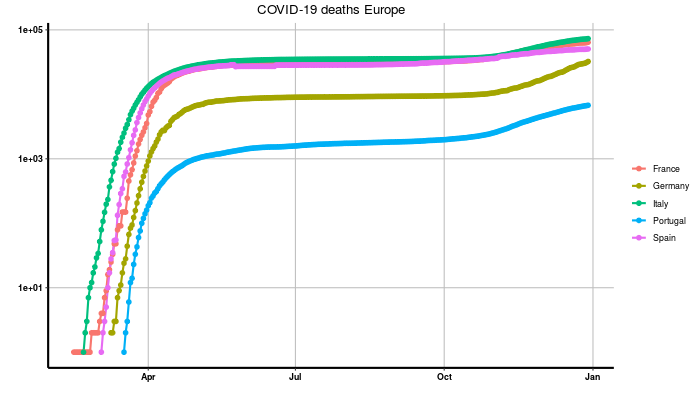 COVID-19 deaths Europe
1e+05
1e+03
1e+01
Apr
Jul
Oct
Jan
France
Germany
Italy
Portugal
Spain